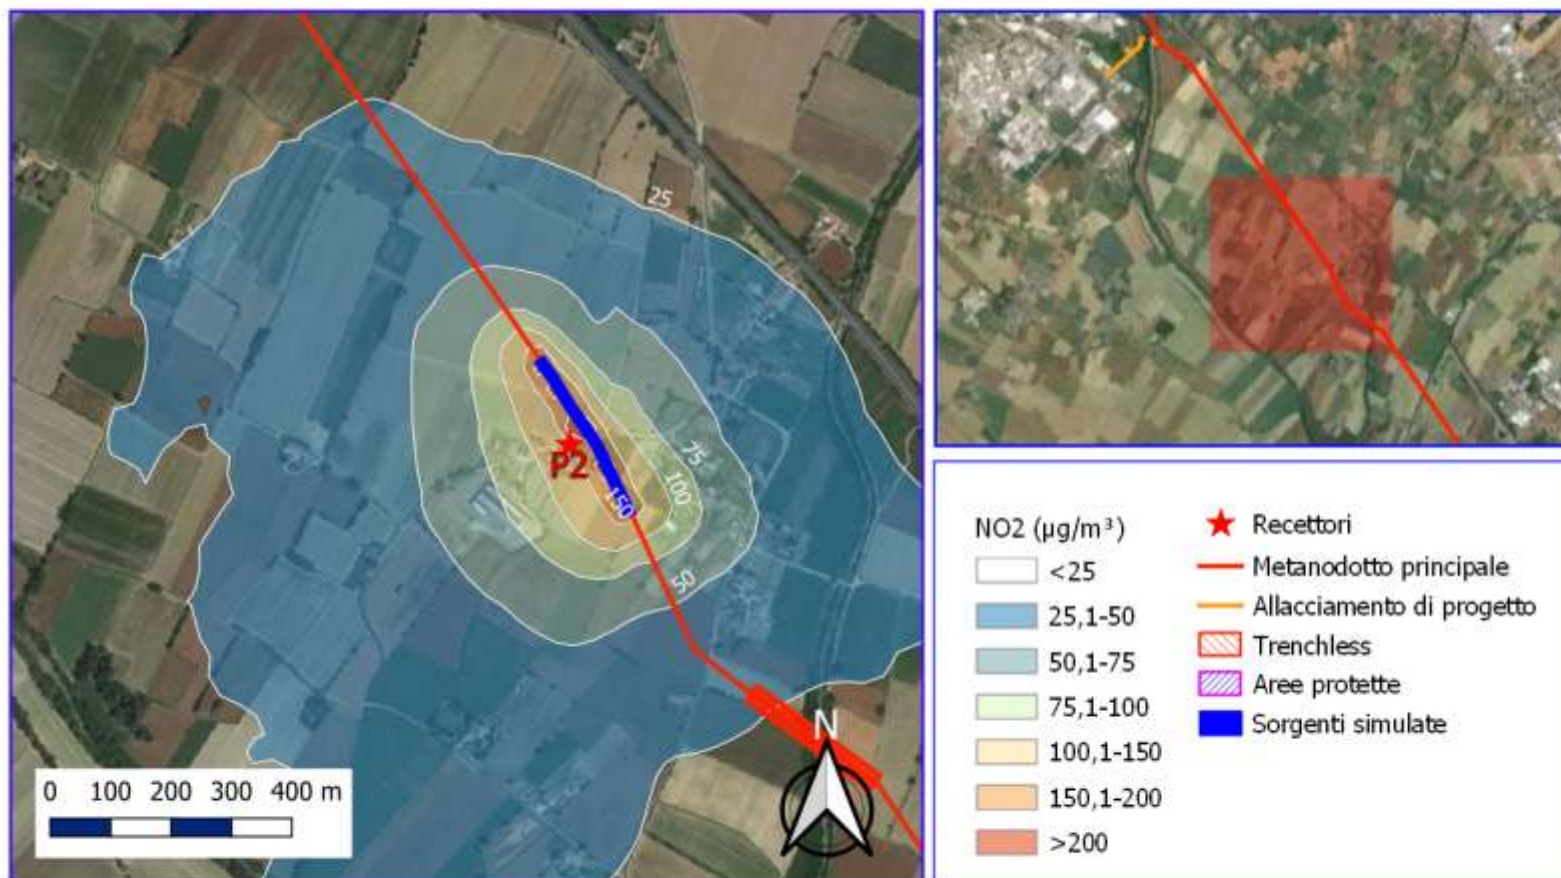 25
75
100
150
50
P2
N
0 100 200 300 400 m
NO2 (µg/m³)
<25
25,1-50
50,1-75
75,1-100
100,1-150
150,1-200
>200
Recettori
Metanodotto principale
Allacciamento di progetto
Trenchless
Aree protette
Sorgenti simulate